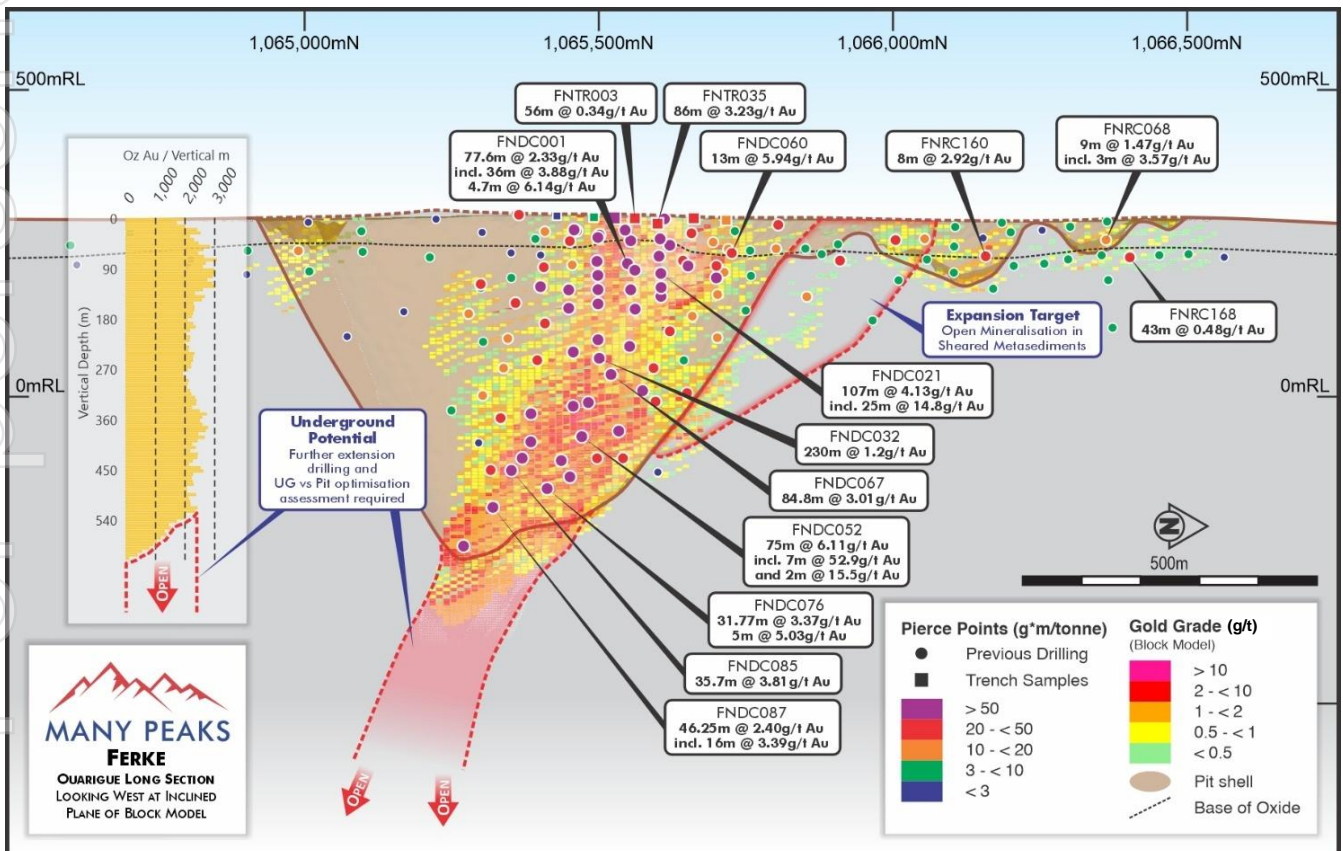 1,065,000mN
1,065,500mN
1,066,000mN
1,066,500mN
500mRL
500mRL
FNTR003
56m @ 0.34g/t Au
FNTR035
86m @ 3.23g/t Au
FNDC001
77.6m @ 2.33g/t Au
incl. 36m @ 3.88g/t Au
4.7m @ 6.14g/t Au
FNDC060
13m @ 5.94g/t Au
FNRC160
8m @ 2.92g/t Au
FNRC068
9m @ 1.47g/t Au
incl. 3m @ 3.57g/t Au
Oz Au / Vertical m
0
1,000
2,000
3,000
Vertical Depth (m)
0
90
180
270
360
450
540
OPEN
Expansion Target
Open Mineralisation in
Sheared Metasediments
FNRC168
43m @ 0.48g/t Au
0mRL
0mRL
FNDC021
107m @ 4.13g/t Au
incl. 25m @ 14.8g/t Au
Underground
Potential
Further extension
drilling and
UG vs Pit optimisation
assessment required
FNDC032
230m @ 1.2g/t Au
FNDC067
84.8m @ 3.01g/t Au
FNDC052
75m @ 6.11g/t Au
incl. 7m @ 52.9g/t Au
and 2m @ 15.5g/t Au
FNDC076
31.77m @ 3.37g/t Au
5m @ 5.03g/t Au
FNDC085
35.7m @ 3.81g/t Au
FNDC087
46.25m @ 2.40g/t Au
incl. 16m @ 3.39g/t Au
OPEN
OPEN
N
500m
MANY PEAKS
FERKE
OUARIGUE LONG SECTION
LOOKING WEST AT INCLINED
PLANE OF BLOCK MODEL
Pierce Points (g*m/tonne)
Previous Drilling
Trench Samples
> 50
20 - < 50
10 - <20
3 - < 10
< 3
Gold Grade (g/t)
(Block Model)
> 10
2 - < 10
1 - < 2
0.5 - < 1
< 0.5
Pit shell
Base of Oxide